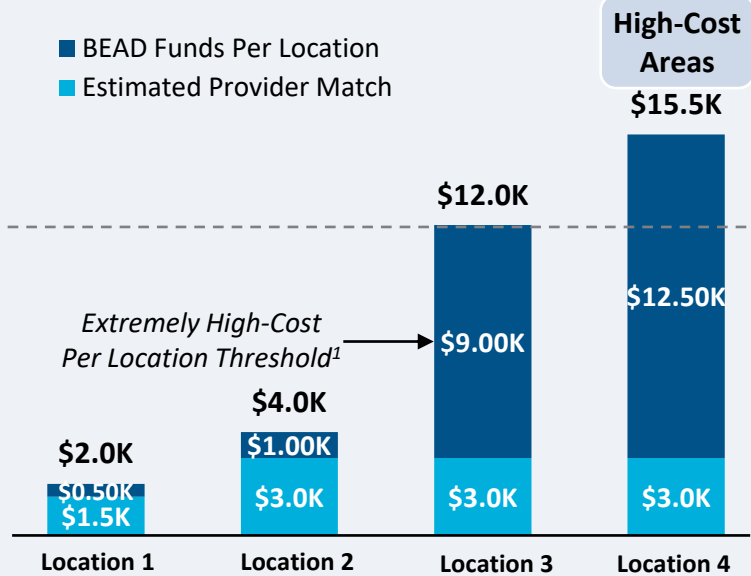 BEAD Funds Per Location
Estimated Provider Match
High-Cost
Areas
$15.5K
$12.0K
$12.50K
Extremely High-Cost
Per Location Threshold1
$9.00K
$4.0K
$1.00K
$2.0K
$0.50K
$1.5K
$3.0K
$3.0K
$3.0K
Location 1
Location 2
Location 3
Location 4